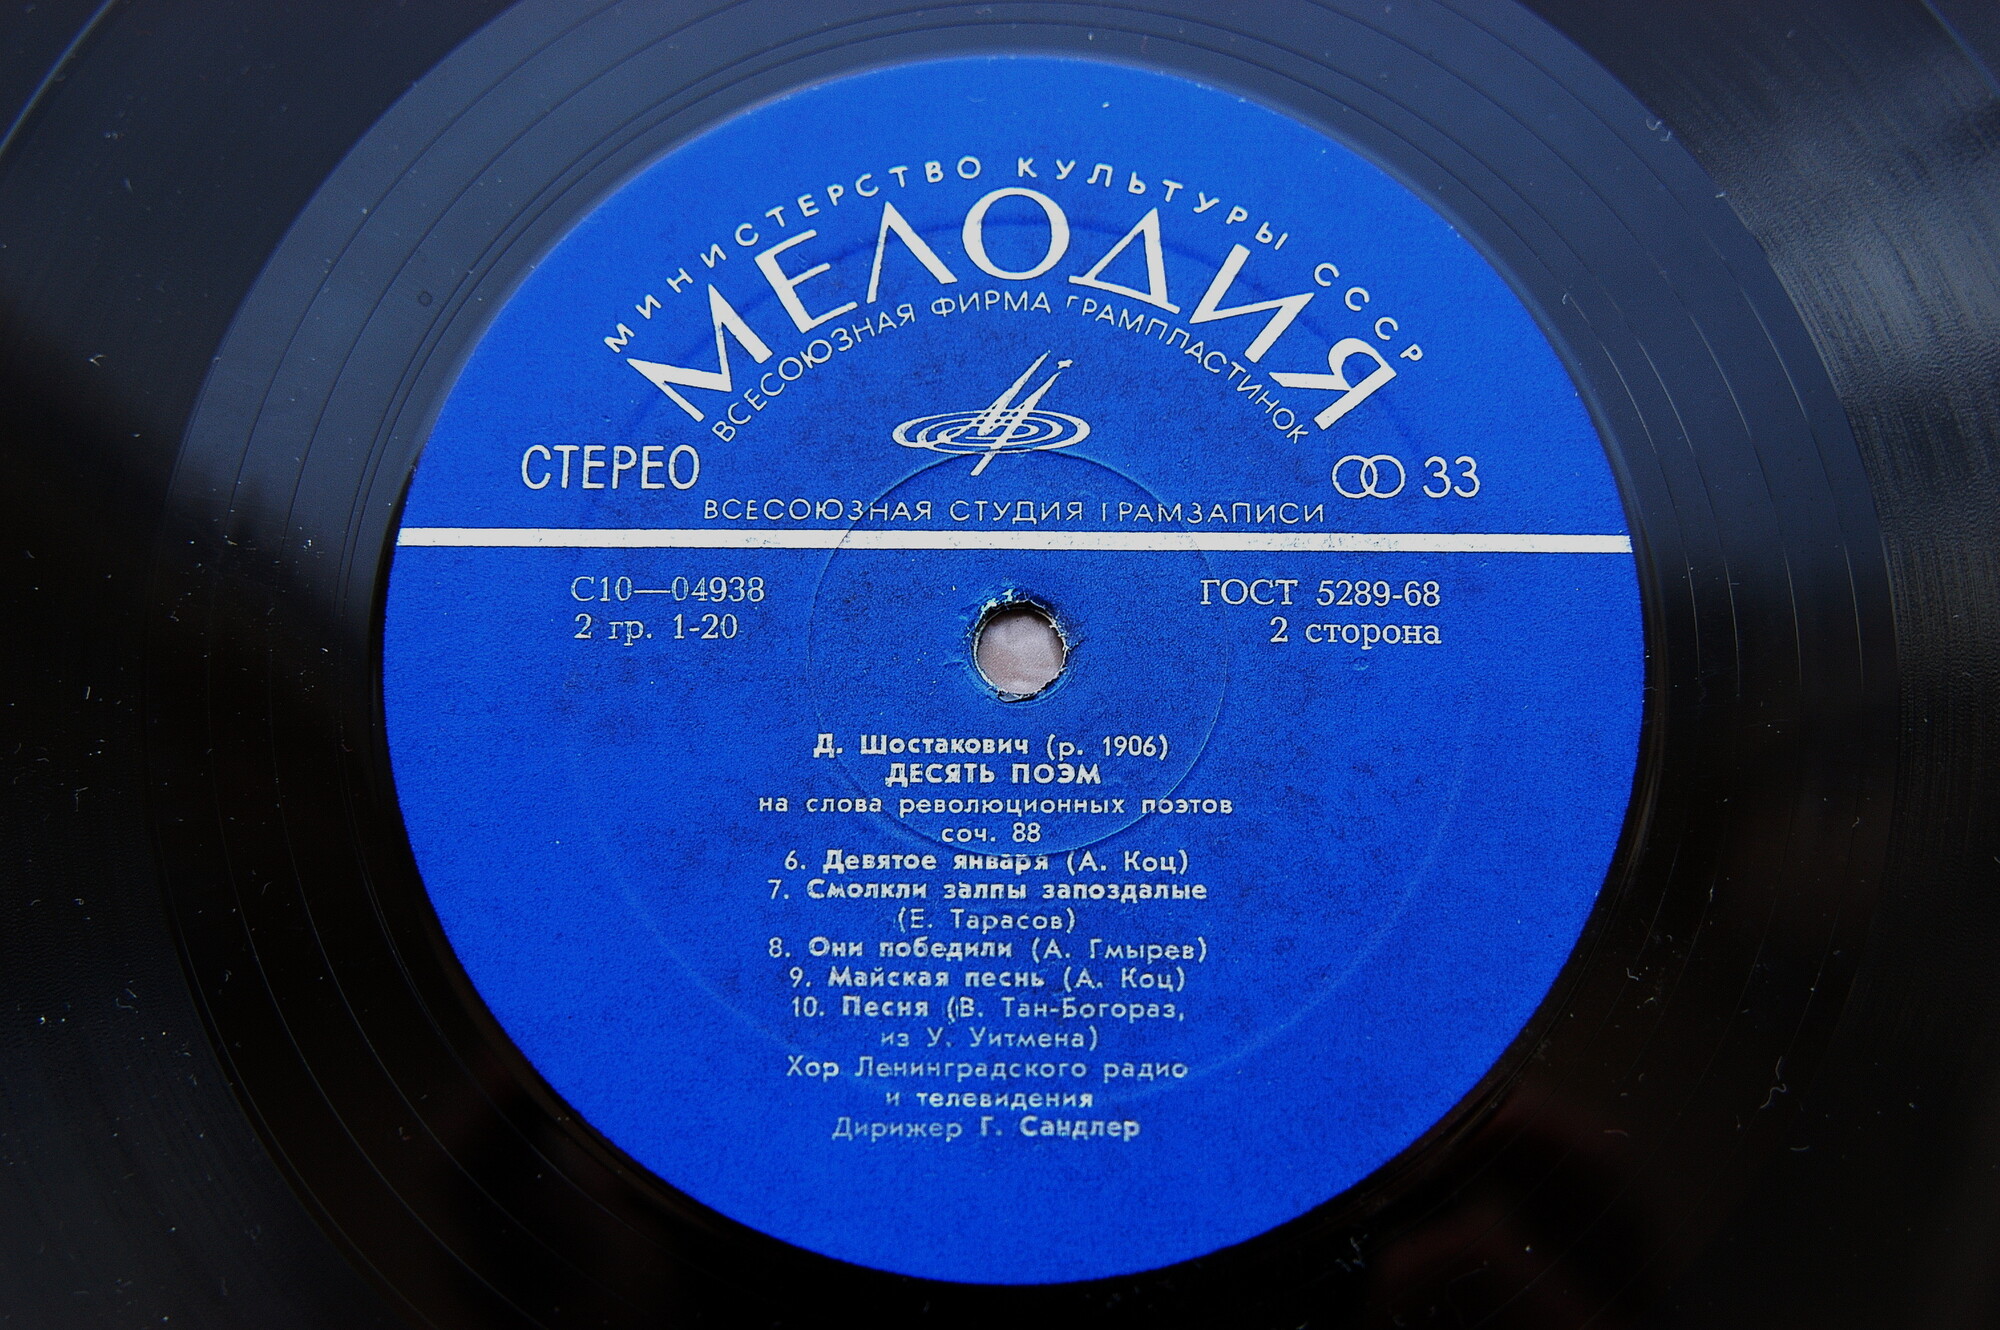 МИНИСТЕРСТВО КУЛЬТУРЫ СССР
МЕЛОДИЯ
ВСЕСОЮЗНАЯ ФИРМА ГРАМПЛАСТИНОК
СТЕРЕО
33
ВСЕСОЮЗНАЯ СТУДИЯ ГРАМЗАПИСИ
С10—04938
2 гр. 1-20
ГОСТ 5289-68
2 сторона
Д. Шостакович (р. 1906)
ДЕСЯТЬ ПОЭМ
на слова революционных поэтов
соч. 88
6. Девятое января (А. Коц)
7. Смолкли залпы запоздалые
(Е. Тарасов)
8. Они победили (А. Гмырев)
9. Майская песнь (А. Коц)
10. Песня (В. Тан-Богораз,
из У. Уитмена)
Хор Ленинградского радио
и телевидения
Дирижер Г. Сандлер